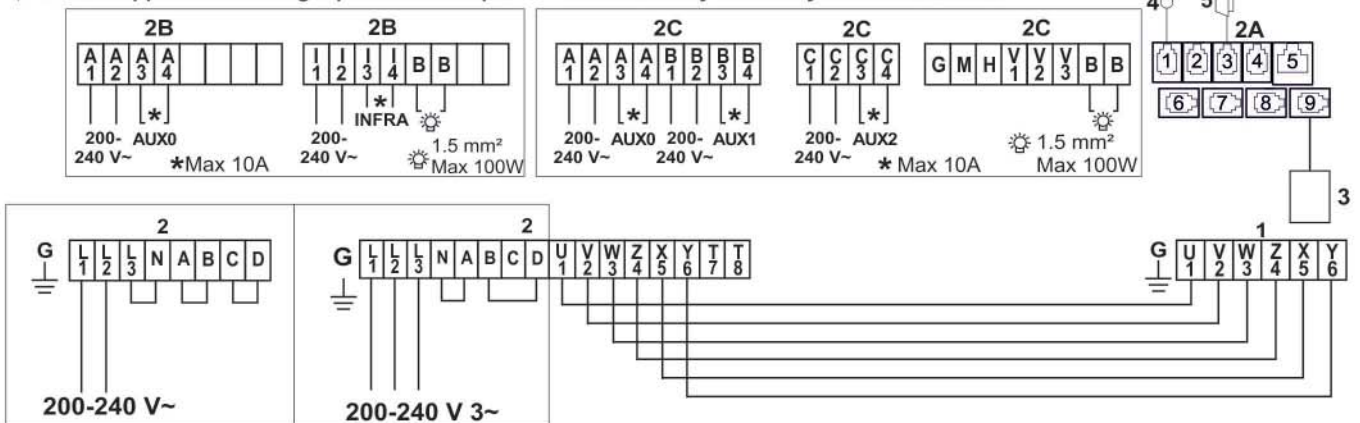 4 5
2B 2B 2C 2C 2C 2A
A1 A2 A3 A4
I1 I2 I3 I4 B B
A1 A2 A3 A4 B1 B2 B3 B4
C1 C2 C3 C4
G M H V1 V2 V3 B B
1 2 3 4 5
6 7 8 9
200-240 V~
AUX0
*Max 10A
200-240 V~
*
INFRA
1.5 mm²
Max 100W
200-240 V~
*
AUX0
200-240 V~
*
AUX1
200-240 V~
*
AUX2
* Max 10A
1.5 mm²
Max 100W
3
2 2 1
G L1 L2 L3 N A B C D
G L1 L2 L3 N A B C D U1 V2 W3 Z4 X5 Y6 T7 T8
G U1 V2 W3 Z4 X5 Y6
200-240 V~
200-240 V 3~